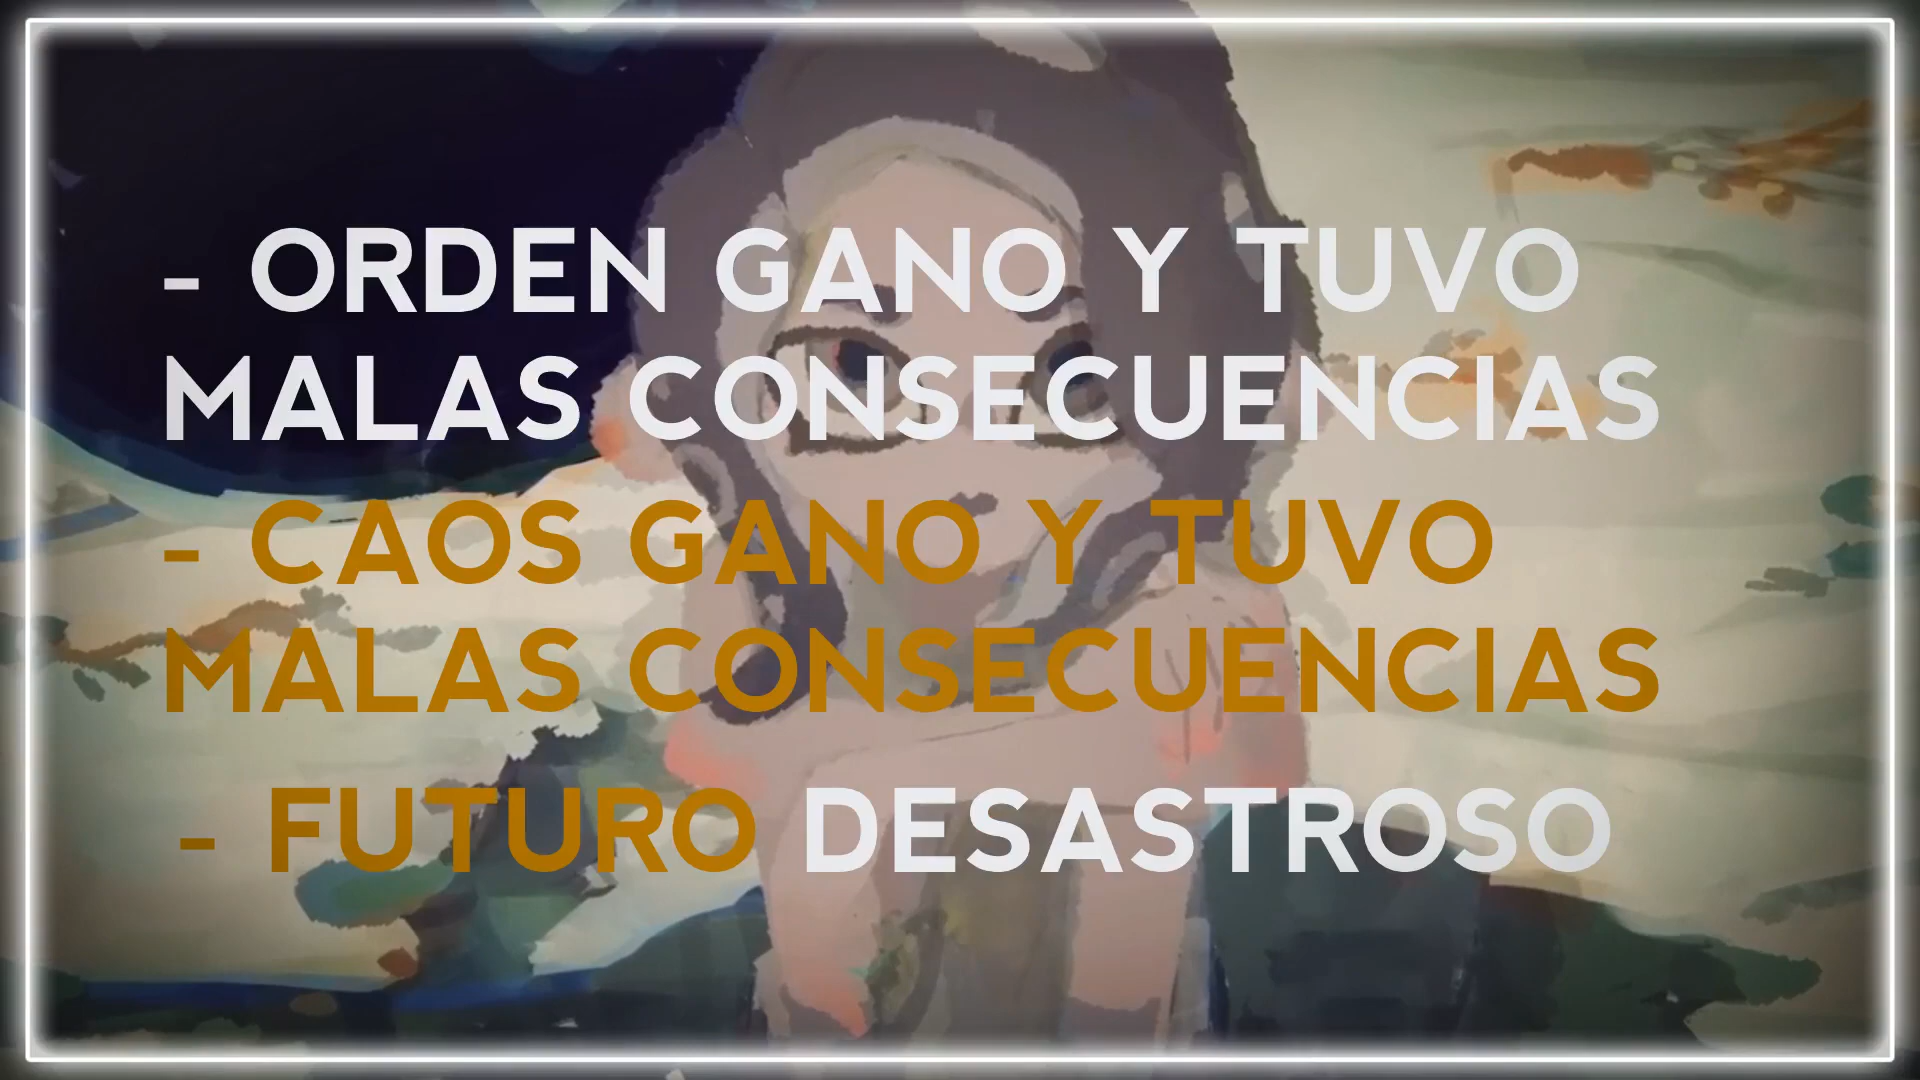 - ORDEN GANO Y TUVO
MALAS CONSECUENCIAS
- CAOS GANO Y TUVO
MALAS CONSECUENCIAS
- FUTURO DESASTROSO